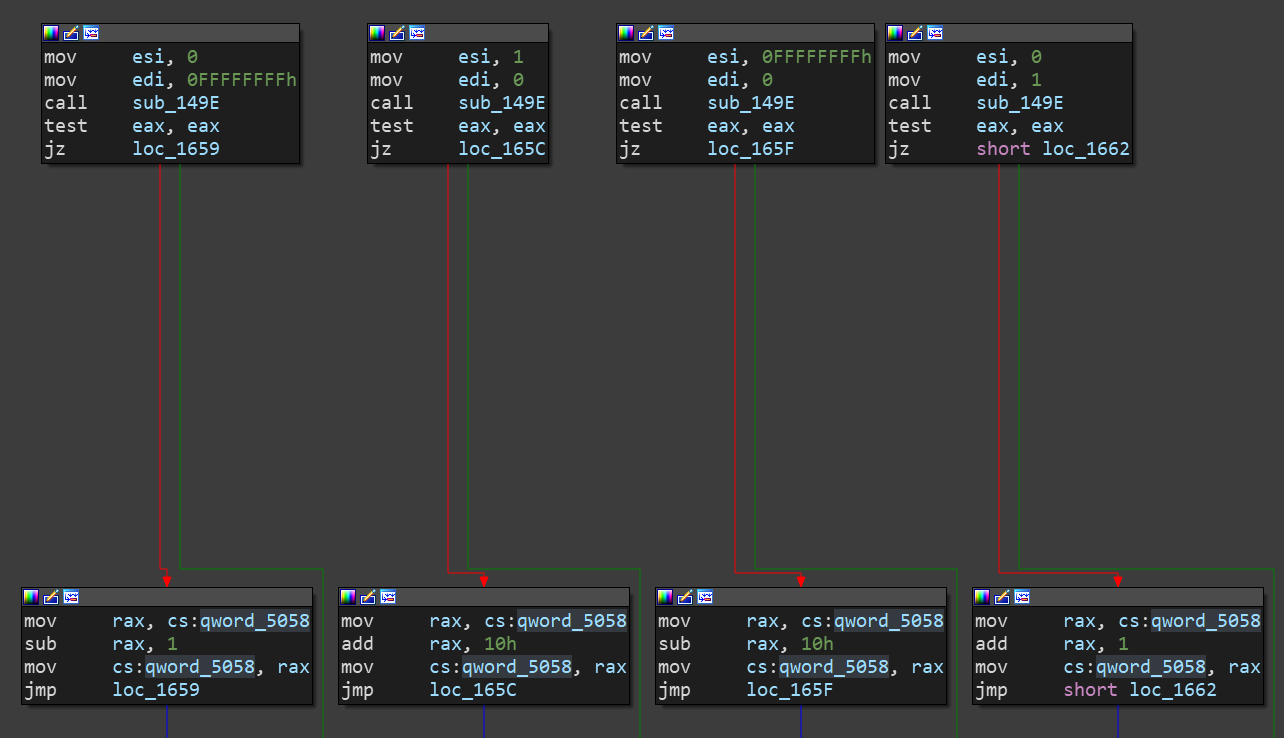 mov esi, 0
mov edi, 0FFFFFFFFh
call sub_149E
test eax, eax
jz loc_1659
mov esi, 1
mov edi, 0
call sub_149E
test eax, eax
jz loc_165C
mov esi, 0FFFFFFFFh
mov edi, 0
call sub_149E
test eax, eax
jz loc_165F
mov esi, 0
mov edi, 1
call sub_149E
test eax, eax
jz short loc_1662
mov rax, cs:qword_5058
sub rax, 1
mov cs:qword_5058, rax
jmp loc_1659
mov rax, cs:qword_5058
add rax, 10h
mov cs:qword_5058, rax
jmp loc_165C
mov rax, cs:qword_5058
sub rax, 10h
mov cs:qword_5058, rax
jmp loc_165F
mov rax, cs:qword_5058
add rax, 1
mov cs:qword_5058, rax
jmp short loc_1662